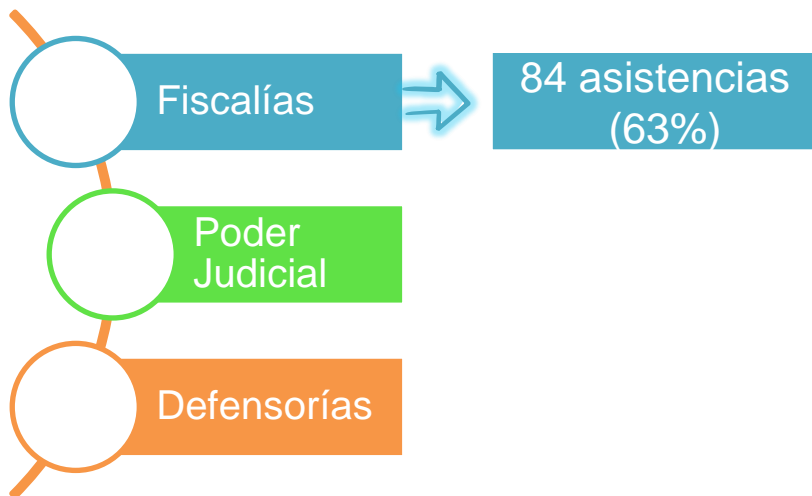 Fiscalías
84 asistencias
(63%)
Poder
Judicial
Defensorías